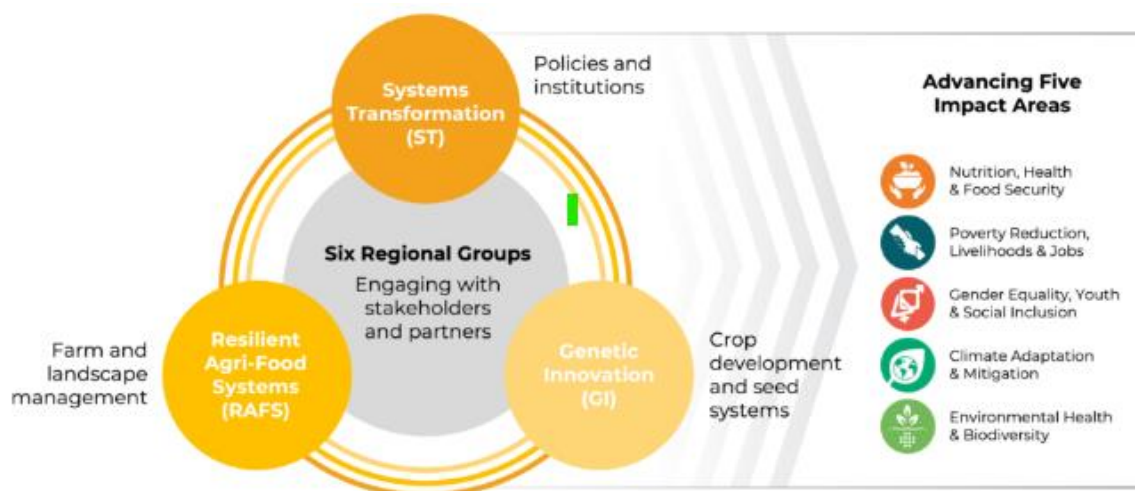 Systems
Transformation
(ST)
Policies and
institutions
Six Regional Groups
Engaging with
stakeholders
and partners
Farm and
landscape
management
Resilient
Agri-Food
Systems
(RAFS)
Genetic
Innovation
(GI)
Crop
development
and seed
systems
Advancing Five
Impact Areas
Nutrition, Health
& Food Security
Poverty Reduction,
Livelihoods & Jobs
Gender Equality, Youth
& Social Inclusion
Climate Adaptation
& Mitigation
Environmental Health
& Biodiversity